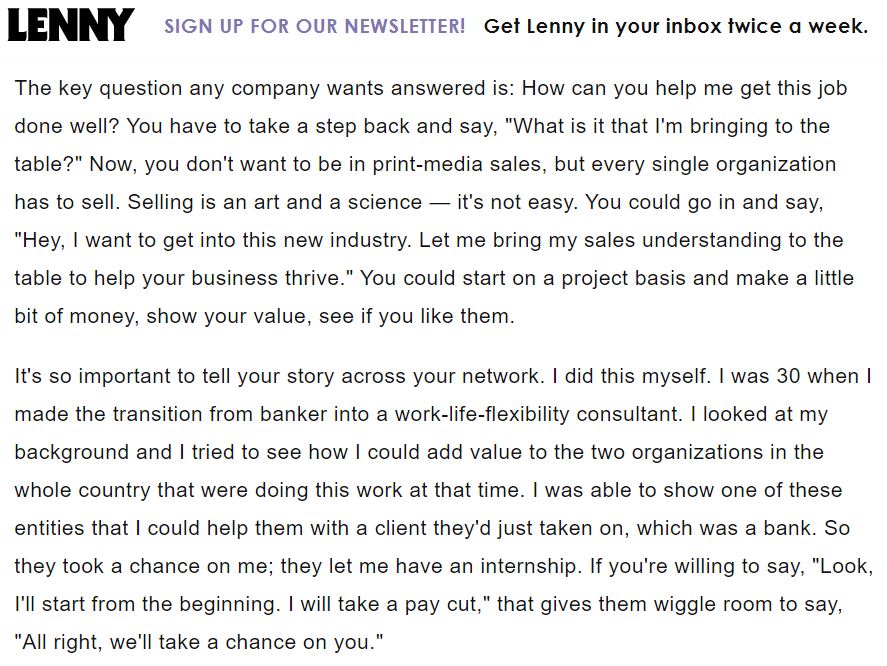 LENNY SIGN UP FOR OUR NEWSLETTER! Get Lenny in your inbox twice a week.
The key question any company wants answered is: How can you help me get this job
done well? You have to take a step back and say, "What is it that I'm bringing to the
table?" Now, you don't want to be in print-media sales, but every single organization
has to sell. Selling is an art and a science — it's not easy. You could go in and say,
"Hey, I want to get into this new industry. Let me bring my sales understanding to the
table to help your business thrive." You could start on a project basis and make a little
bit of money, show your value, see if you like them.
It's so important to tell your story across your network. I did this myself. I was 30 when I
made the transition from banker into a work-life-flexibility consultant. I looked at my
background and I tried to see how I could add value to the two organizations in the
whole country that were doing this work at that time. I was able to show one of these
entities that I could help them with a client they'd just taken on, which was a bank. So
they took a chance on me; they let me have an internship. If you're willing to say, "Look,
I'll start from the beginning. I will take a pay cut," that gives them wiggle room to say,
"All right, we'll take a chance on you."